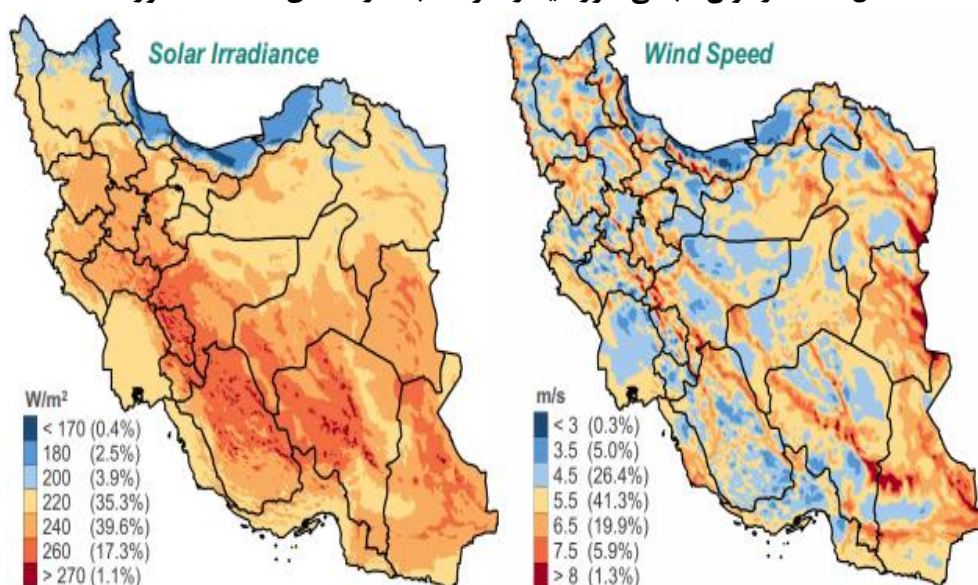 Solar Irradiance
W/m²
< 170 (0.4%)
180 (2.5%)
200 (3.9%)
220 (35.3%)
240 (39.6%)
260 (17.3%)
> 270 (1.1%)
Wind Speed
m/s
< 3 (0.3%)
3.5 (5.0%)
4.5 (26.4%)
5.5 (41.3%)
6.5 (19.9%)
7.5 (5.9%)
> 8 (1.3%)